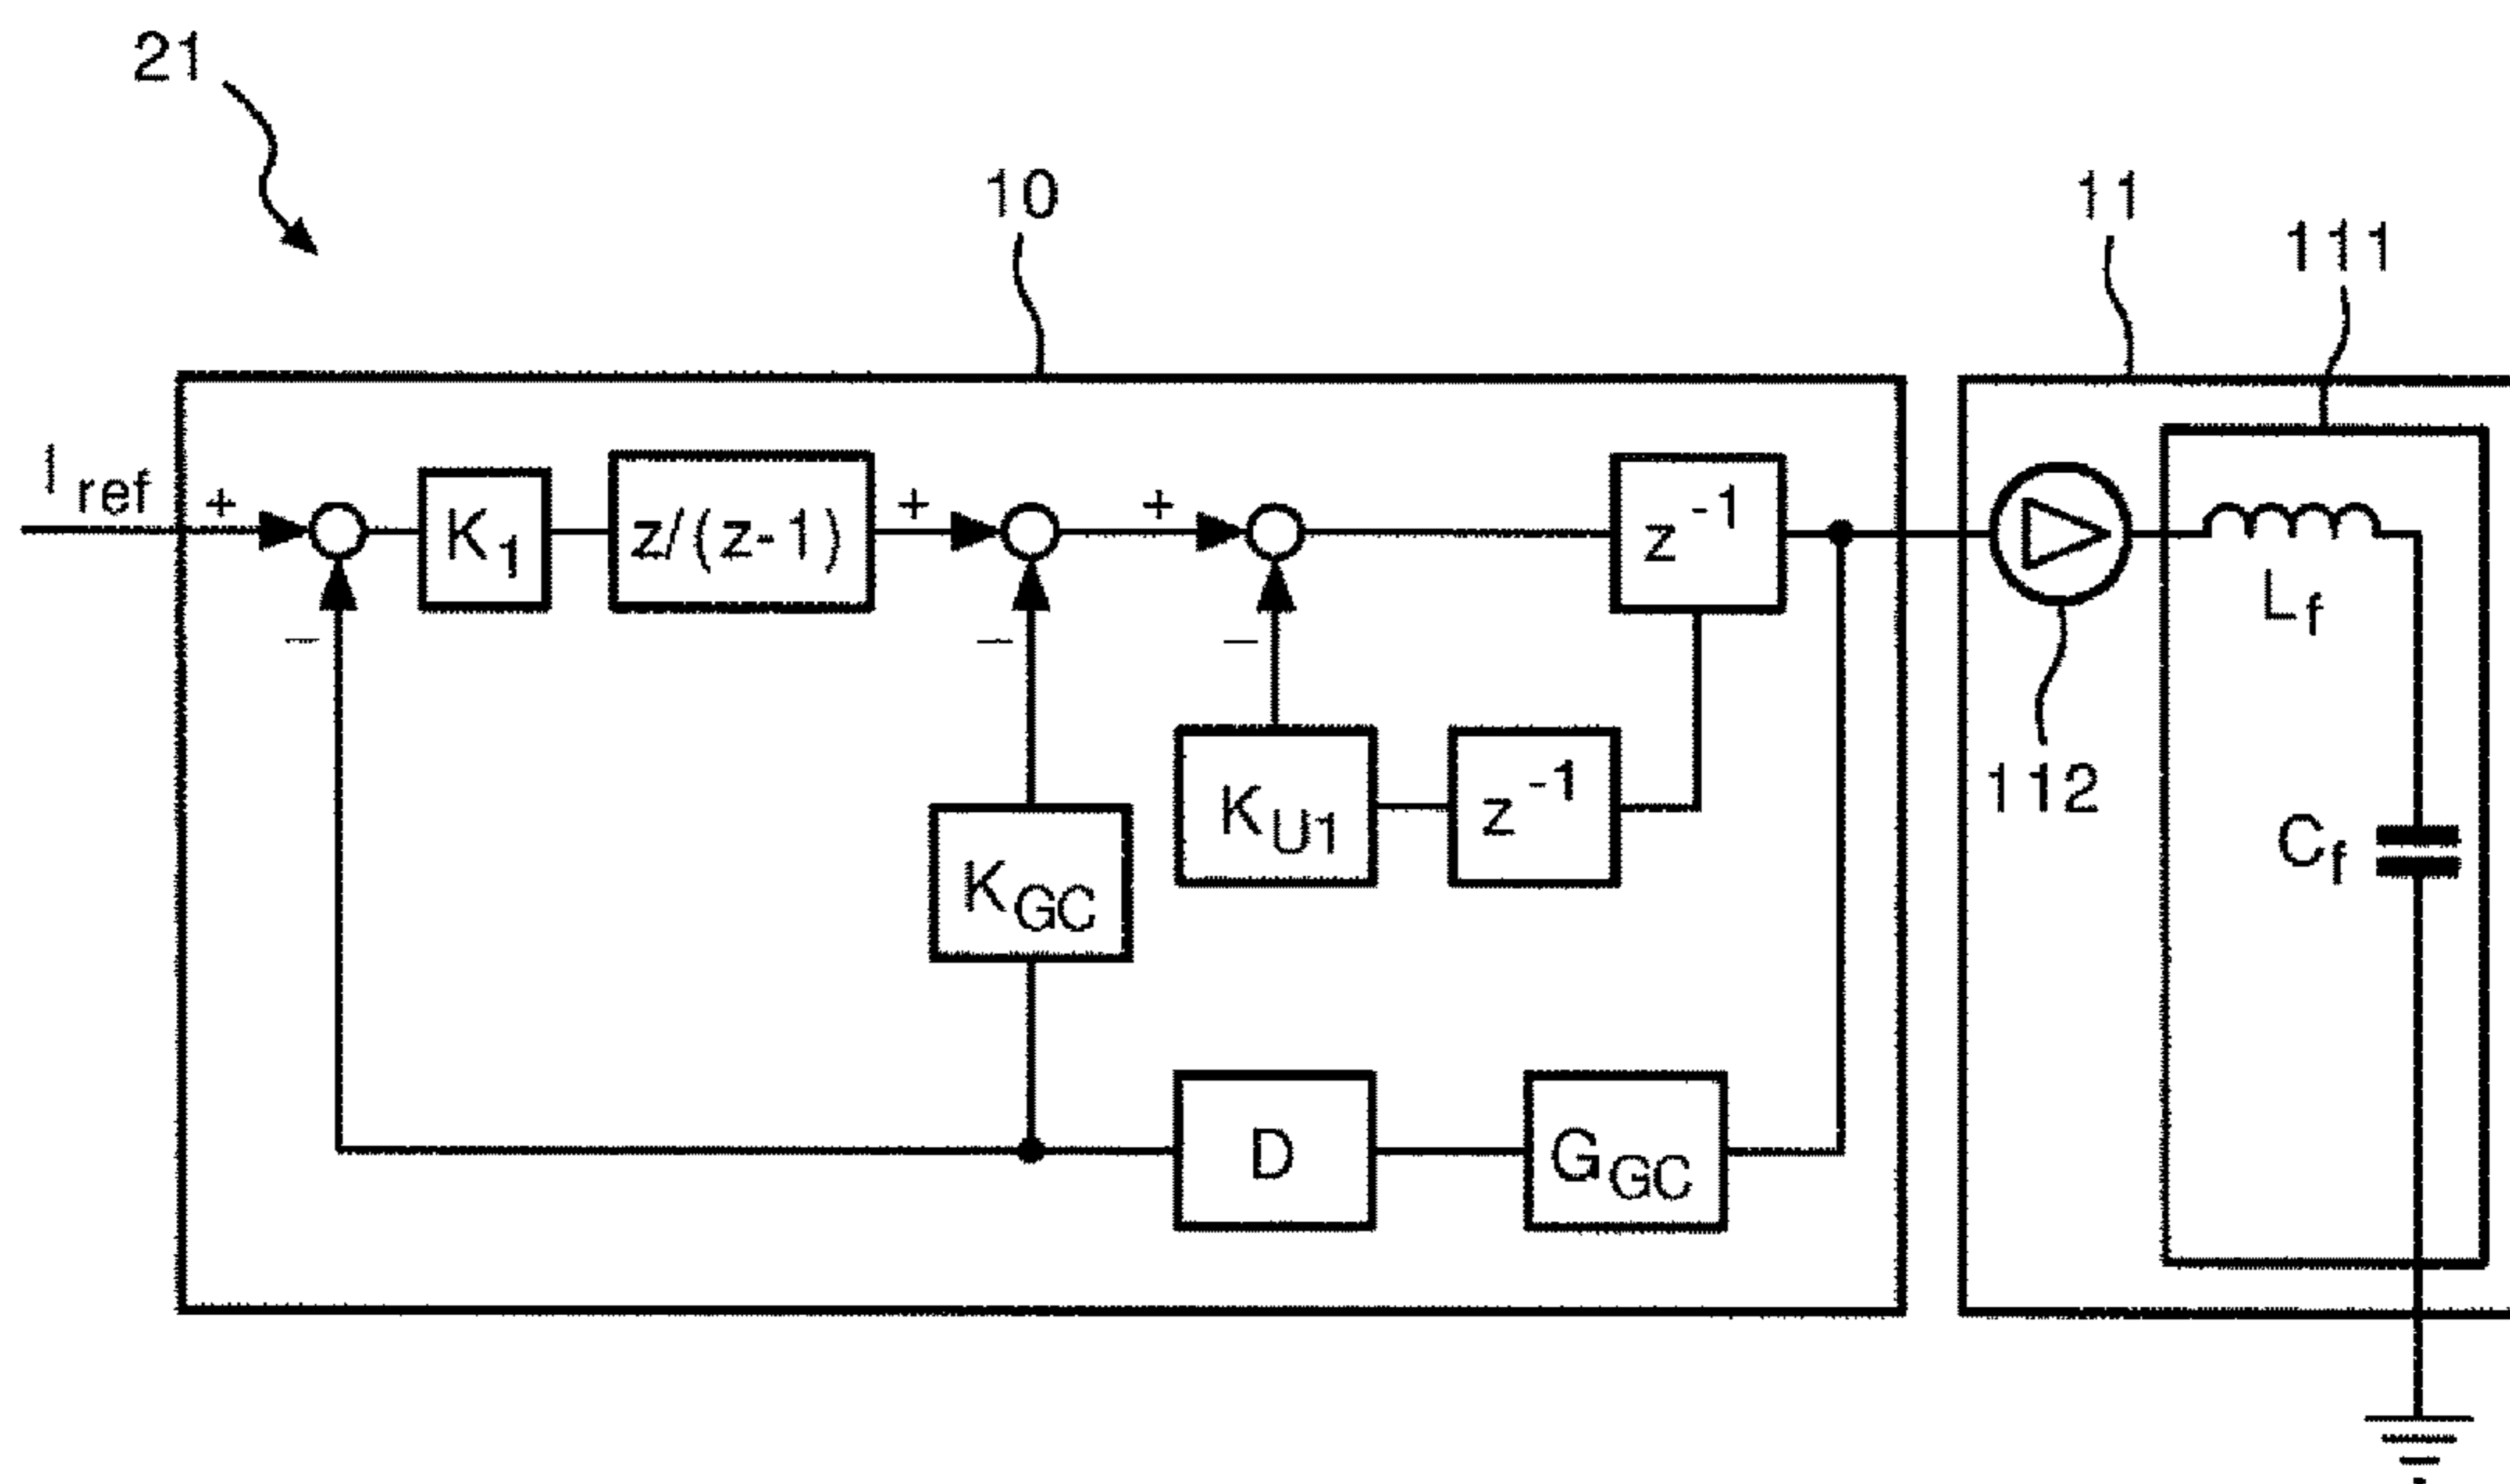 21
10
11
111
I ref
+
K1
z/(z-1)
+
+
z^-1
Lf
−
−
−
112
KU1
z^-1
Cf
KGC
D
GGC